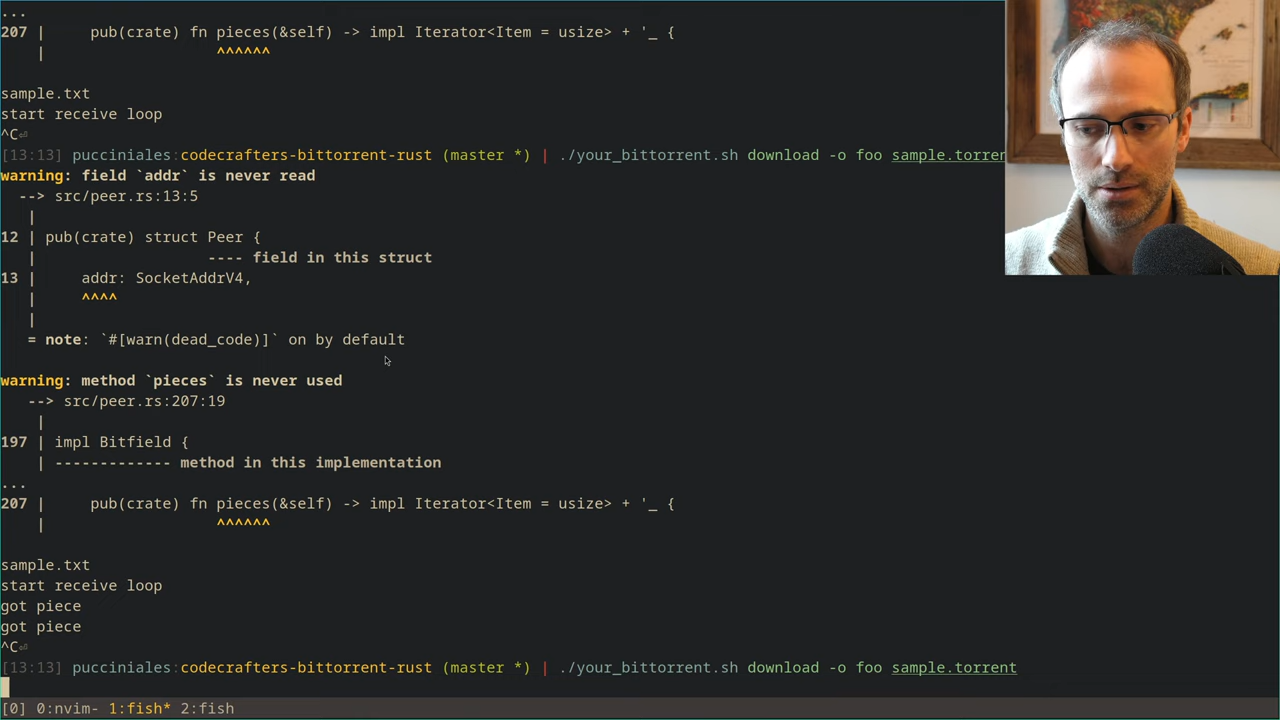 ...
207 |     pub(crate) fn pieces(&self) -> impl Iterator<Item = usize> + '_ {
    |                   ^^^^^^
sample.txt
start receive loop
^C⏎
[13:13] pucciniales:codecrafters-bittorrent-rust (master *) | ./your_bittorrent.sh download -o foo sample.torren
warning: field `addr` is never read
  --> src/peer.rs:13:5
   |
12 | pub(crate) struct Peer {
   |                   ---- field in this struct
13 |     addr: SocketAddrV4,
   |     ^^^^
   |
   = note: `#[warn(dead_code)]` on by default
warning: method `pieces` is never used
   --> src/peer.rs:207:19
    |
197 | impl Bitfield {
    | ------------- method in this implementation
...
207 |     pub(crate) fn pieces(&self) -> impl Iterator<Item = usize> + '_ {
    |                   ^^^^^^
sample.txt
start receive loop
got piece
got piece
^C⏎
[13:13] pucciniales:codecrafters-bittorrent-rust (master *) | ./your_bittorrent.sh download -o foo sample.torrent
[0] 0:nvim- 1:fish* 2:fish